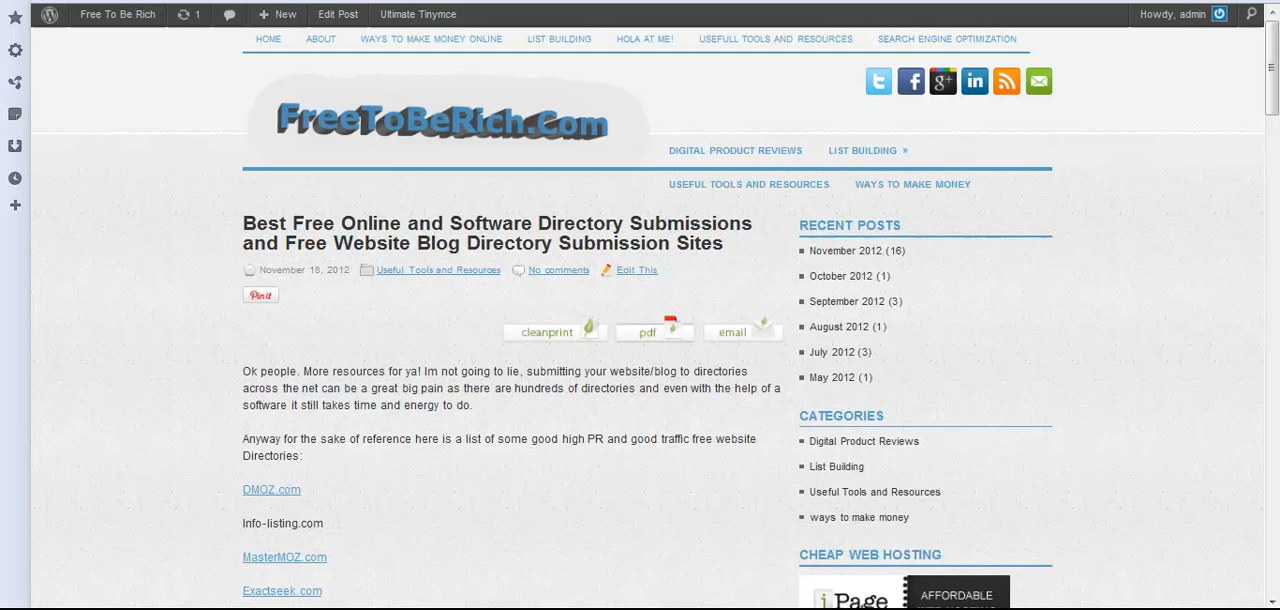 Free To Be Rich 1 New Edit Post Ultimate Tinymce Howdy, admin
HOME ABOUT WAYS TO MAKE MONEY ONLINE LIST BUILDING HOLA AT ME! USEFULL TOOLS AND RESOURCES SEARCH ENGINE OPTIMIZATION
FreeToBeRich.Com
DIGITAL PRODUCT REVIEWS LIST BUILDING »
USEFUL TOOLS AND RESOURCES WAYS TO MAKE MONEY
Best Free Online and Software Directory Submissions
and Free Website Blog Directory Submission Sites
November 18, 2012 Useful Tools and Resources No comments Edit This
Pin it
cleanprint pdf email
Ok people. More resources for ya! Im not going to lie, submitting your website/blog to directories
across the net can be a great big pain as there are hundreds of directories and even with the help of a
software it still takes time and energy to do.
Anyway for the sake of reference here is a list of some good high PR and good traffic free website
Directories:
DMOZ.com
Info-listing.com
MasterMOZ.com
Exactseek.com
RECENT POSTS
November 2012 (16)
October 2012 (1)
September 2012 (3)
August 2012 (1)
July 2012 (3)
May 2012 (1)
CATEGORIES
Digital Product Reviews
List Building
Useful Tools and Resources
ways to make money
CHEAP WEB HOSTING
iPage AFFORDABLE